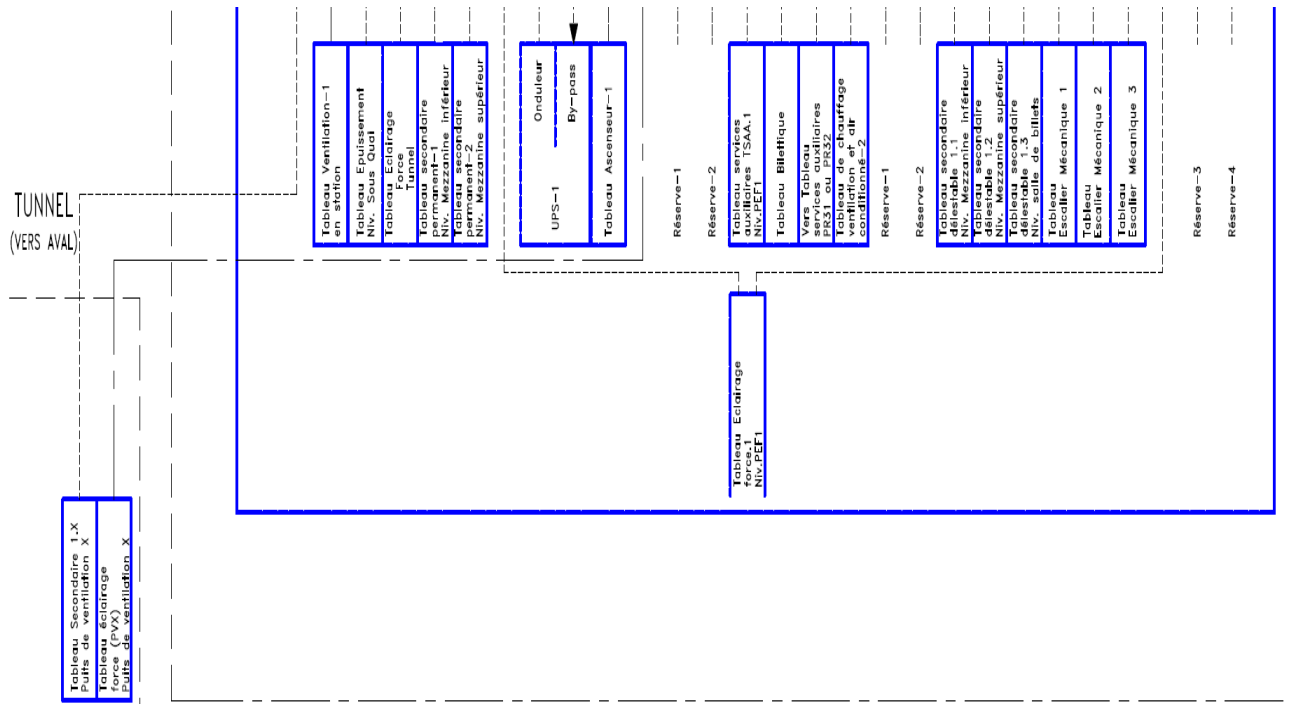 TUNNEL
(VERS AVAL)
Tableau Secondaire 1.X
Puits de ventilation X
Tableau éclairage
force (PVX)
Puits de ventilation X
Tableau Ventilation-1
en station
Tableau Epuissement
Niv. Sous Quai
Tableau Eclairage
Force
Tunnel
Tableau secondaire
permanent-1
Niv. Mezzanine inférieur
Tableau secondaire
permanent-2
Niv. Mezzanine supérieur
UPS-1
Onduleur
By-pass
Tableau Ascenseur-1
Réserve-1
Réserve-2
Tableau services
auxiliaires TSAA.1
Niv.PEF1
Tableau Bilettique
Vers Tableau
services auxiliaires
PR31 ou PR32
Tableau de chauffage
ventilation et air
conditionné-2
Réserve-1
Réserve-2
Tableau secondaire
délestable 1.1
Niv. Mezzanine inférieur
Tableau secondaire
délestable 1.2
Niv. Mezzanine supérieur
Tableau secondaire
délestable 1.3
Niv. salle de billets
Tableau
Escalier Mécanique 1
Tableau
Escalier Mécanique 2
Tableau
Escalier Mécanique 3
Réserve-3
Réserve-4
Tableau Eclairage
force.1
Niv.PEF1